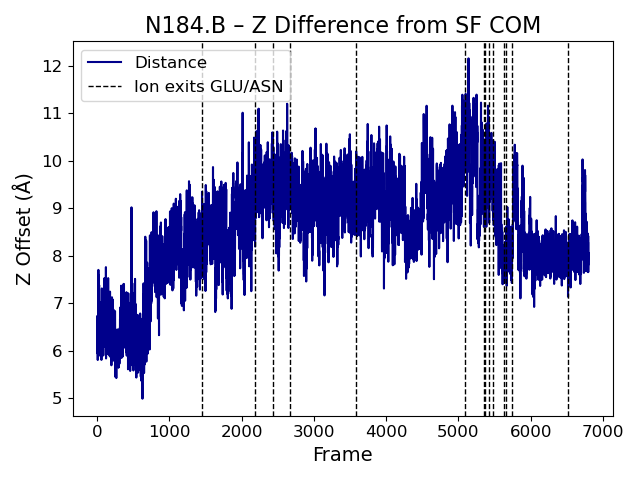 N184.B – Z Difference from SF COM
Distance
Ion exits GLU/ASN
Z Offset (Å)
12
11
10
9
8
7
6
5
0 1000 2000 3000 4000 5000 6000 7000
Frame